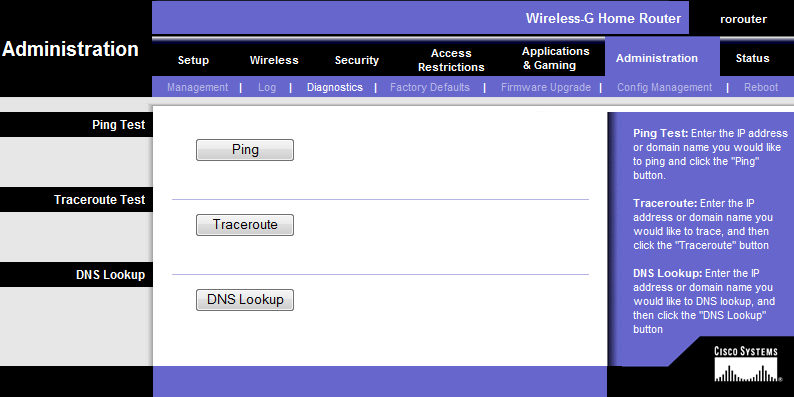 Wireless-G Home Router rorouter
Administration
Setup Wireless Security Access Restrictions Applications & Gaming Administration Status
Management | Log | Diagnostics | Factory Defaults | Firmware Upgrade | Config Management | Reboot
Ping Test
Ping
Traceroute Test
Traceroute
DNS Lookup
DNS Lookup
Ping Test: Enter the IP address
or domain name you would like
to ping and click the "Ping"
button.
Traceroute: Enter the IP
address or domain name you
would like to trace, and then
click the "Traceroute" button
DNS Lookup: Enter the IP
address or domain name you
would like to DNS lookup, and
then click the "DNS Lookup"
button
CISCO SYSTEMS
®